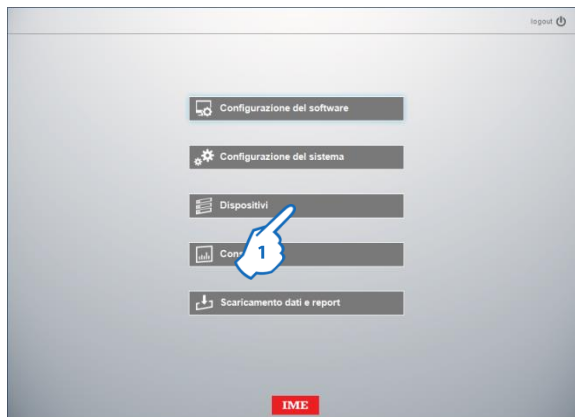 logout
Configurazione del software
Configurazione del sistema
Dispositivi
1
Scaricamento dati e report
IME